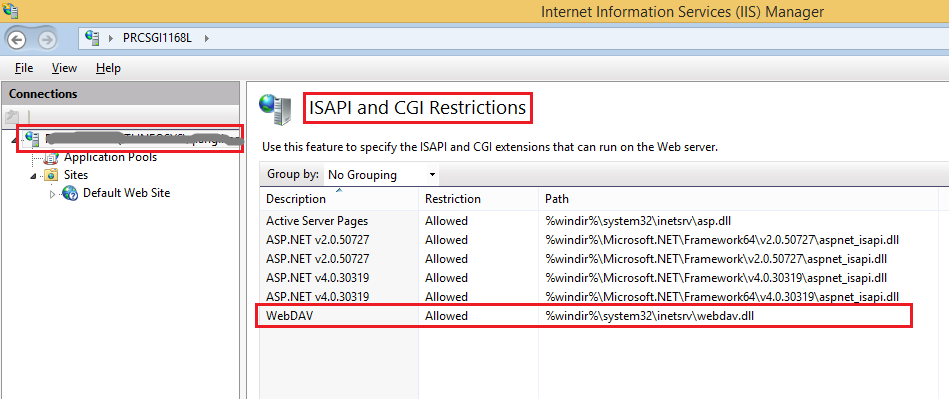 Internet Information Services (IIS) Manager
PRCSGI1168L
File View Help
Connections
Application Pools
Sites
Default Web Site
ISAPI and CGI Restrictions
Use this feature to specify the ISAPI and CGI extensions that can run on the Web server.
Group by: No Grouping
Description Restriction Path
Active Server Pages Allowed %windir%\system32\inetsrv\asp.dll
ASP.NET v2.0.50727 Allowed %windir%\Microsoft.NET\Framework64\v2.0.50727\aspnet_isapi.dll
ASP.NET v2.0.50727 Allowed %windir%\Microsoft.NET\Framework\v2.0.50727\aspnet_isapi.dll
ASP.NET v4.0.30319 Allowed %windir%\Microsoft.NET\Framework\v4.0.30319\aspnet_isapi.dll
ASP.NET v4.0.30319 Allowed %windir%\Microsoft.NET\Framework64\v4.0.30319\aspnet_isapi.dll
WebDAV Allowed %windir%\system32\inetsrv\webdav.dll